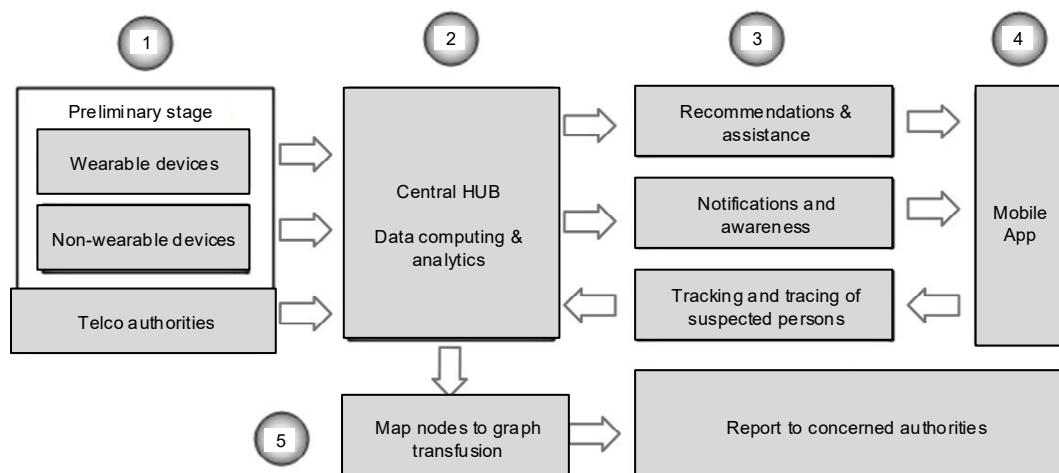 1
2
3
4
Preliminary stage
Wearable devices
Non-wearable devices
Telco authorities
Central HUB
Data computing &
analytics
Recommendations &
assistance
Notifications and
awareness
Tracking and tracing of
suspected persons
Mobile
App
5
Map nodes to graph
transfusion
Report to concerned authorities